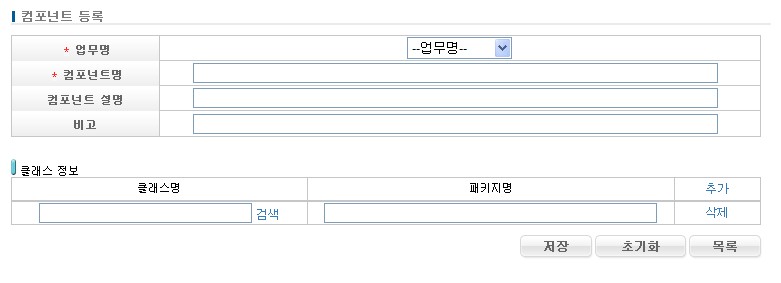 컴포넌트 등록
* 업무명 --업무명--
* 컴포넌트명
컴포넌트 설명
비고
클래스 정보
클래스명 패키지명 추가
검색 삭제
저장 초기화 목록